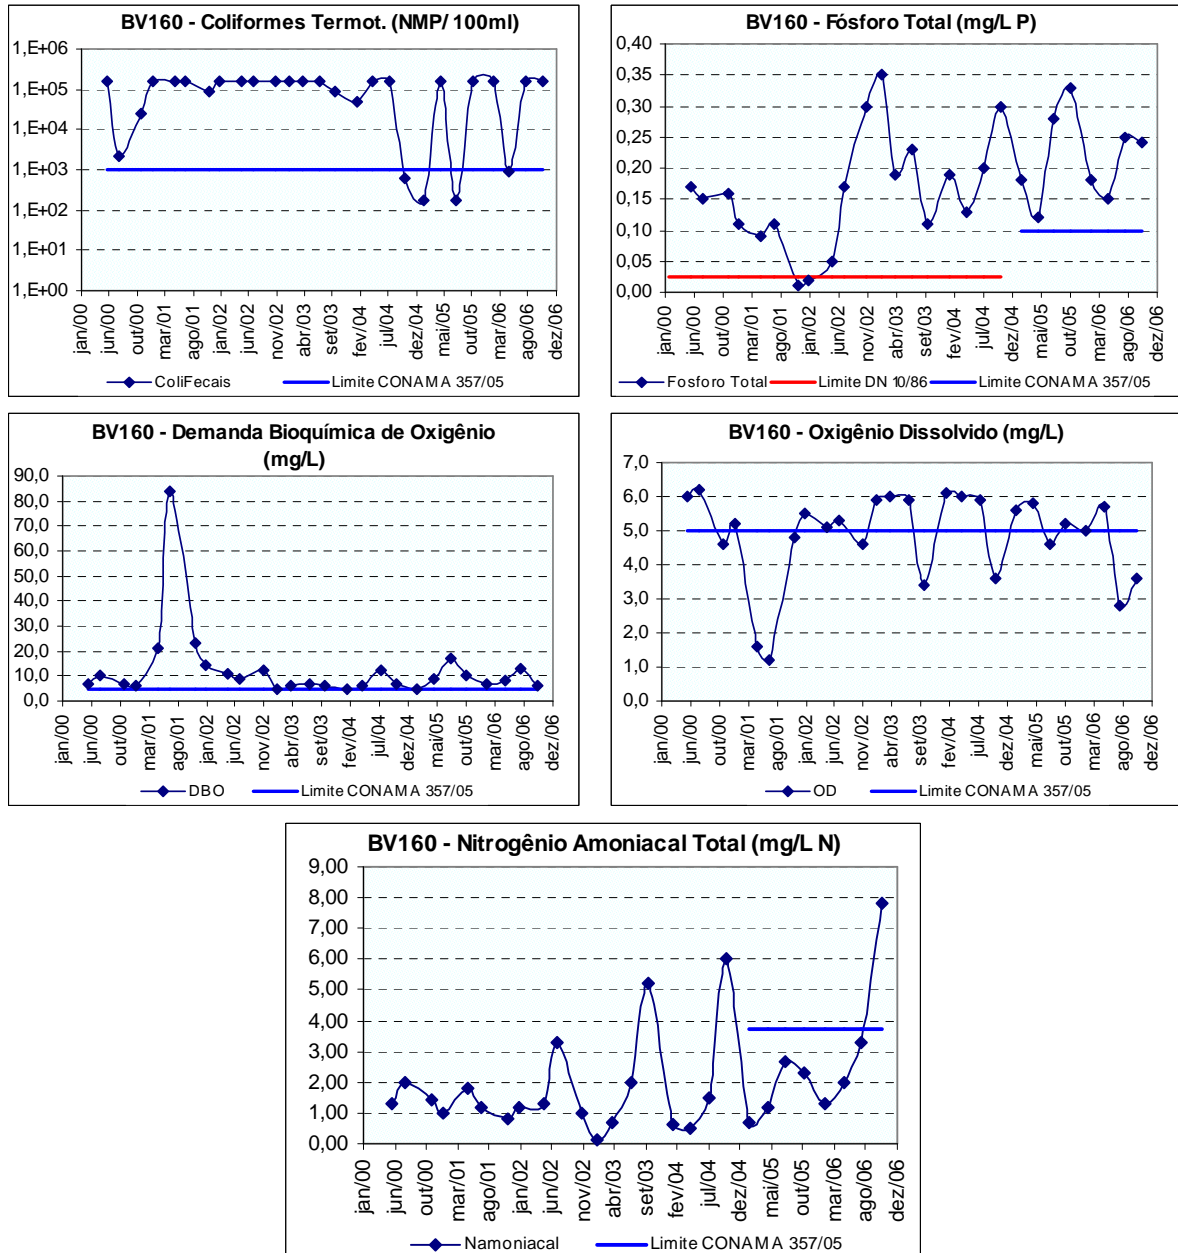 BV160 - Coliformes Termot. (NMP/ 100ml)
1,E+06
1,E+05
1,E+04
1,E+03
1,E+02
1,E+01
1,E+00
jan/00 jun/00 out/00 mar/01 ago/01 jan/02 jun/02 nov/02 abr/03 set/03 fev/04 jul/04 dez/04 mai/05 out/05 mar/06 ago/06 dez/06
ColiFecais Limite CONAMA 357/05
BV160 - Fósforo Total (mg/L P)
0,40
0,35
0,30
0,25
0,20
0,15
0,10
0,05
0,00
jan/00 jun/00 out/00 mar/01 ago/01 jan/02 jun/02 nov/02 abr/03 set/03 fev/04 jul/04 dez/04 mai/05 out/05 mar/06 ago/06 dez/06
Fosforo Total Limite DN 10/86 Limite CONAMA 357/05
BV160 - Demanda Bioquímica de Oxigênio
(mg/L)
90,0
80,0
70,0
60,0
50,0
40,0
30,0
20,0
10,0
0,0
jan/00 jun/00 out/00 mar/01 ago/01 jan/02 jun/02 nov/02 abr/03 set/03 fev/04 jul/04 dez/04 mai/05 out/05 mar/06 ago/06 dez/06
DBO Limite CONAMA 357/05
BV160 - Oxigênio Dissolvido (mg/L)
7,0
6,0
5,0
4,0
3,0
2,0
1,0
0,0
jan/00 jun/00 out/00 mar/01 ago/01 jan/02 jun/02 nov/02 abr/03 set/03 fev/04 jul/04 dez/04 mai/05 out/05 mar/06 ago/06 dez/06
OD Limite CONAMA 357/05
BV160 - Nitrogênio Amoniacal Total (mg/L N)
9,00
8,00
7,00
6,00
5,00
4,00
3,00
2,00
1,00
0,00
jan/00 jun/00 out/00 mar/01 ago/01 jan/02 jun/02 nov/02 abr/03 set/03 fev/04 jul/04 dez/04 mai/05 out/05 mar/06 ago/06 dez/06
Namoniacal Limite CONAMA 357/05